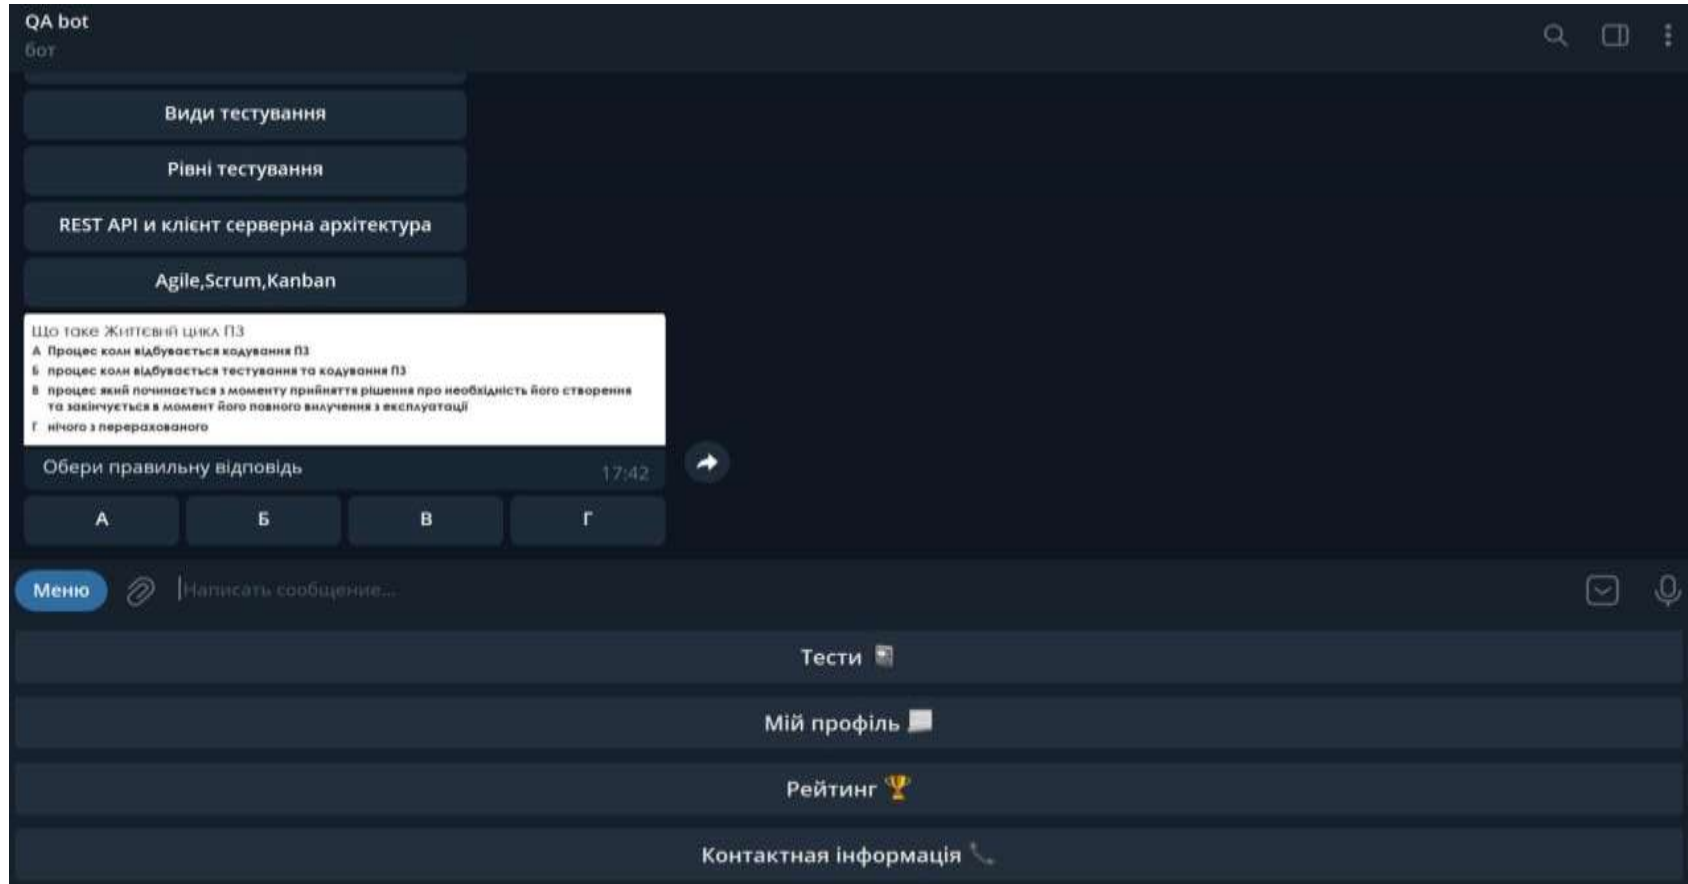 QA bot
бот
Види тестування
Рівні тестування
REST API и клієнт серверна архітектура
Agile,Scrum,Kanban
Що таке Життєвий цикл ПЗ
А Процес коли відбувається кодування ПЗ
Б процес коли відбувається тестування та кодування ПЗ
В процес який починається з моменту прийняття рішення про необхідність його створення
та закінчується в момент його повного вилучення з експлуатації
Г нічого з перерахованого
Обери правильну відповідь 17:42
А Б В Г
Меню Написать сообщение...
Тести
Мій профіль
Рейтинг
Контактная інформація